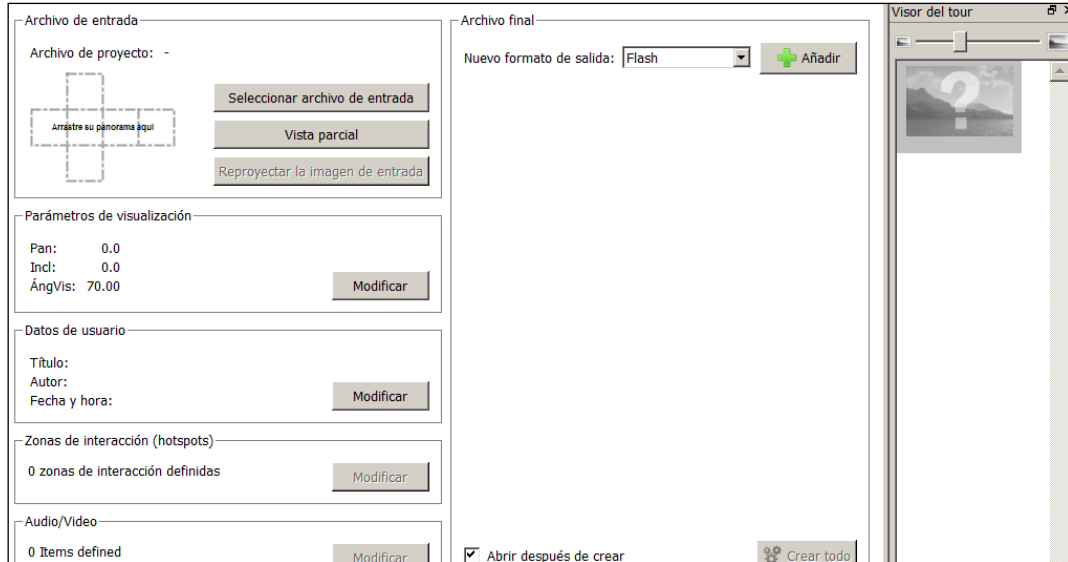 Archivo de entrada
Archivo de proyecto: -
Arrastre su panorama aquí
Seleccionar archivo de entrada
Vista parcial
Reproyectar la imagen de entrada
Parámetros de visualización
Pan: 0.0
Incl: 0.0
ÁngVis: 70.00
Modificar
Datos de usuario
Título:
Autor:
Fecha y hora:
Modificar
Zonas de interacción (hotspots)
0 zonas de interacción definidas
Modificar
Audio/Video
0 Items defined
Modificar
Archivo final
Nuevo formato de salida: Flash
Añadir
Abrir después de crear
Crear todo
Visor del tour
?